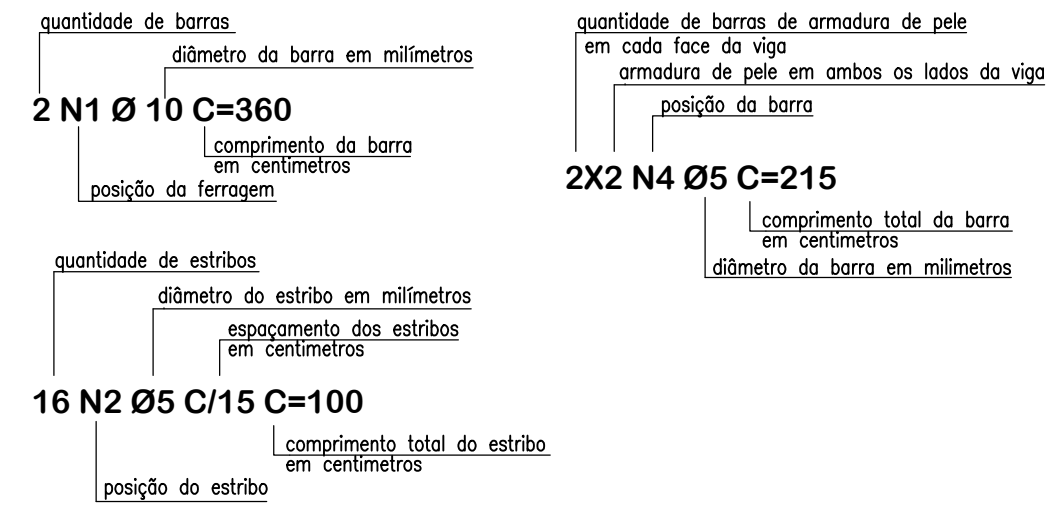 quantidade de barras
diâmetro da barra em milímetros
2 N1 Ø 10 C=360
comprimento da barra
em centimetros
posição da ferragem
quantidade de barras de armadura de pele
em cada face da viga
armadura de pele em ambos os lados da viga
posição da barra
2X2 N4 Ø5 C=215
comprimento total da barra
em centimetros
diâmetro da barra em milimetros
quantidade de estribos
diâmetro do estribo em milímetros
espaçamento dos estribos
em centimetros
16 N2 Ø5 C/15 C=100
comprimento total do estribo
em centimetros
posição do estribo